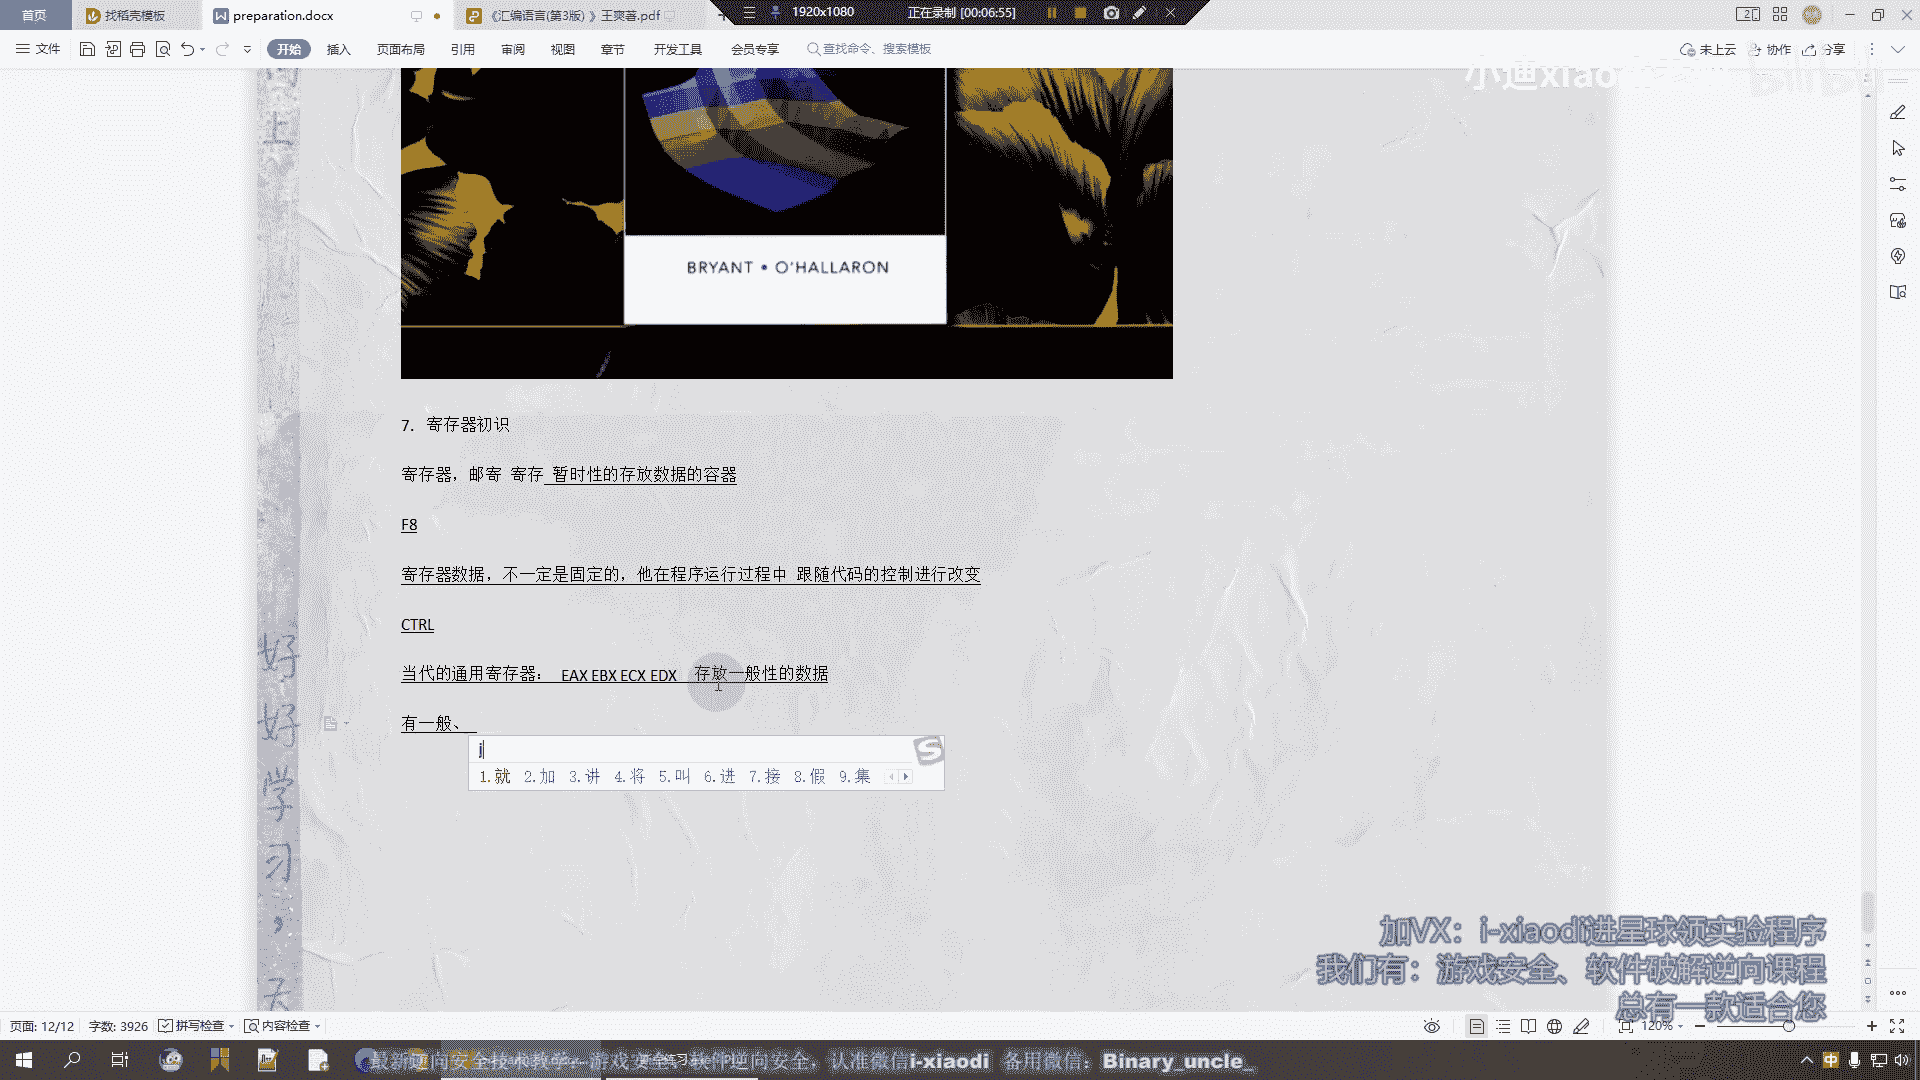 首页
找稻壳模板
preparation.docx
《汇编语言(第3版) 》王爽著.pdf
1920x1080
正在录制 [00:06:55]
文件
开始
插入
页面布局
引用
审阅
视图
章节
开发工具
会员专享
查找命令、搜索模板
未上云
协作
分享
小迪xiao
上
BRYANT • O'HALLARON
7. 寄存器初识
寄存器，邮寄 寄存 暂时性的存放数据的容器
F8
寄存器数据，不一定是固定的，他在程序运行过程中 跟随代码的控制进行改变
CTRL
当代的通用寄存器： EAX EBX ECX EDX 存放一般性的数据
有一般、
j
1.就 2.加 3.讲 4.将 5.叫 6.进 7.接 8.假 9.集
好
好
学
习
，
天
加VX：i-xiaodi进星球领实验程序
我们有：游戏安全、软件破解逆向课程
总有一款适合您
页面: 12/12
字数: 3926
拼写检查
内容检查
120%
最新逆向安全技术教学--游戏安全、软件逆向安全，认准微信i-xiaodi 备用微信：Binary_uncle_
中